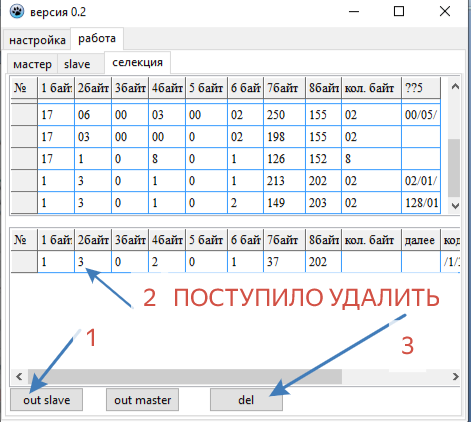 версия 0.2
настройка работа
мастер slave селекция
№ 1 байт 2байт 3байт 4байт 5 байт 6 байт 7байт 8байт кол. байт ??5
17 06 00 03 00 02 250 155 02 00/05/
17 03 00 00 02 198 155 02
17 1 0 8 0 1 126 152 8
1 3 0 1 0 1 213 202 02 02/01/
1 3 0 1 0 2 149 203 02 128/01
№ 1 байт 2байт 3байт 4байт 5 байт 6 байт 7байт 8байт кол. байт далее код
1 3 0 2 0 1 37 202 /1/
2 ПОСТУПИЛО УДАЛИТЬ
1
3
out slave out master del